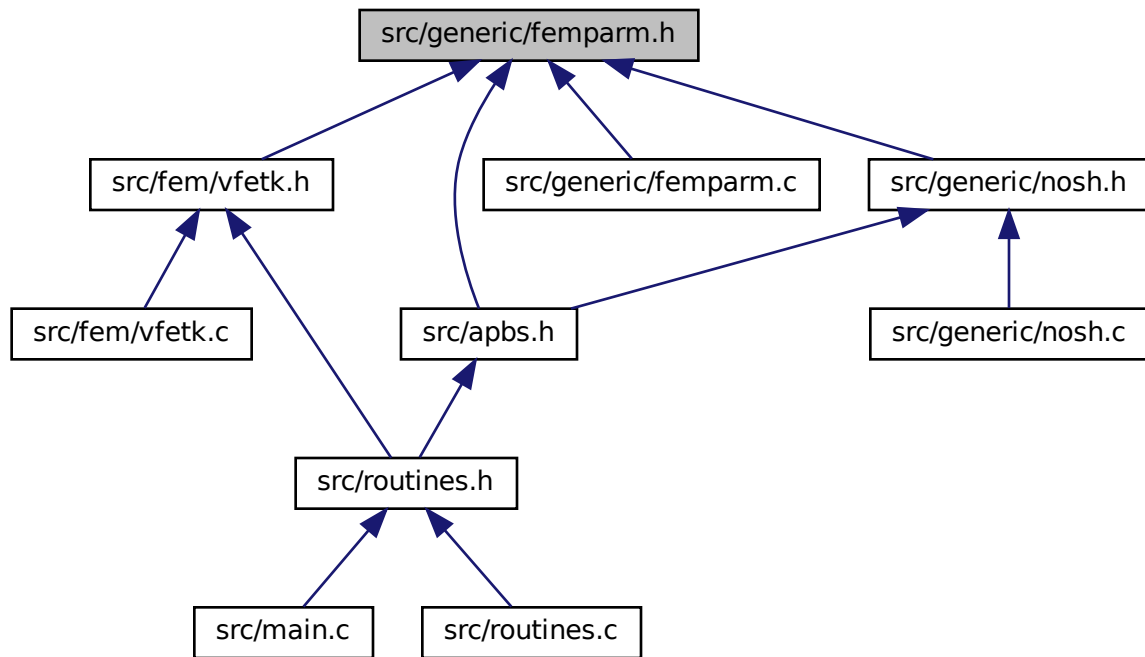 src/generic/femparm.h
src/fem/vfetk.h
src/generic/femparm.c
src/generic/nosh.h
src/fem/vfetk.c
src/apbs.h
src/generic/nosh.c
src/routines.h
src/main.c
src/routines.c